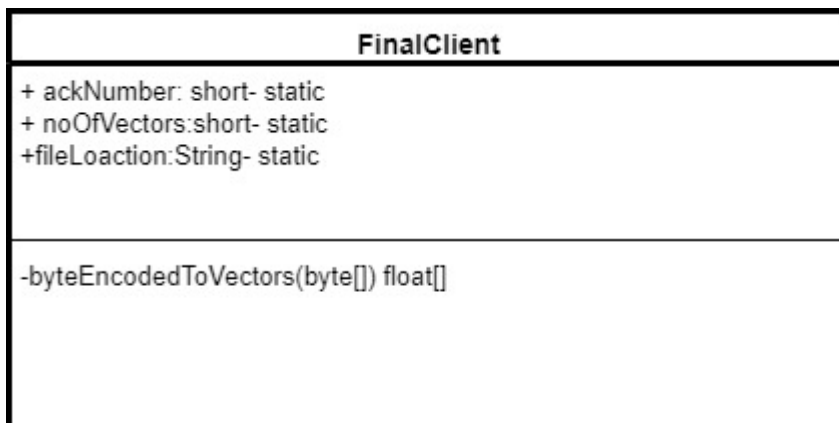 FinalClient
+ ackNumber: short- static
+ noOfVectors:short- static
+fileLoaction:String- static
-byteEncodedToVectors(byte[]) float[]